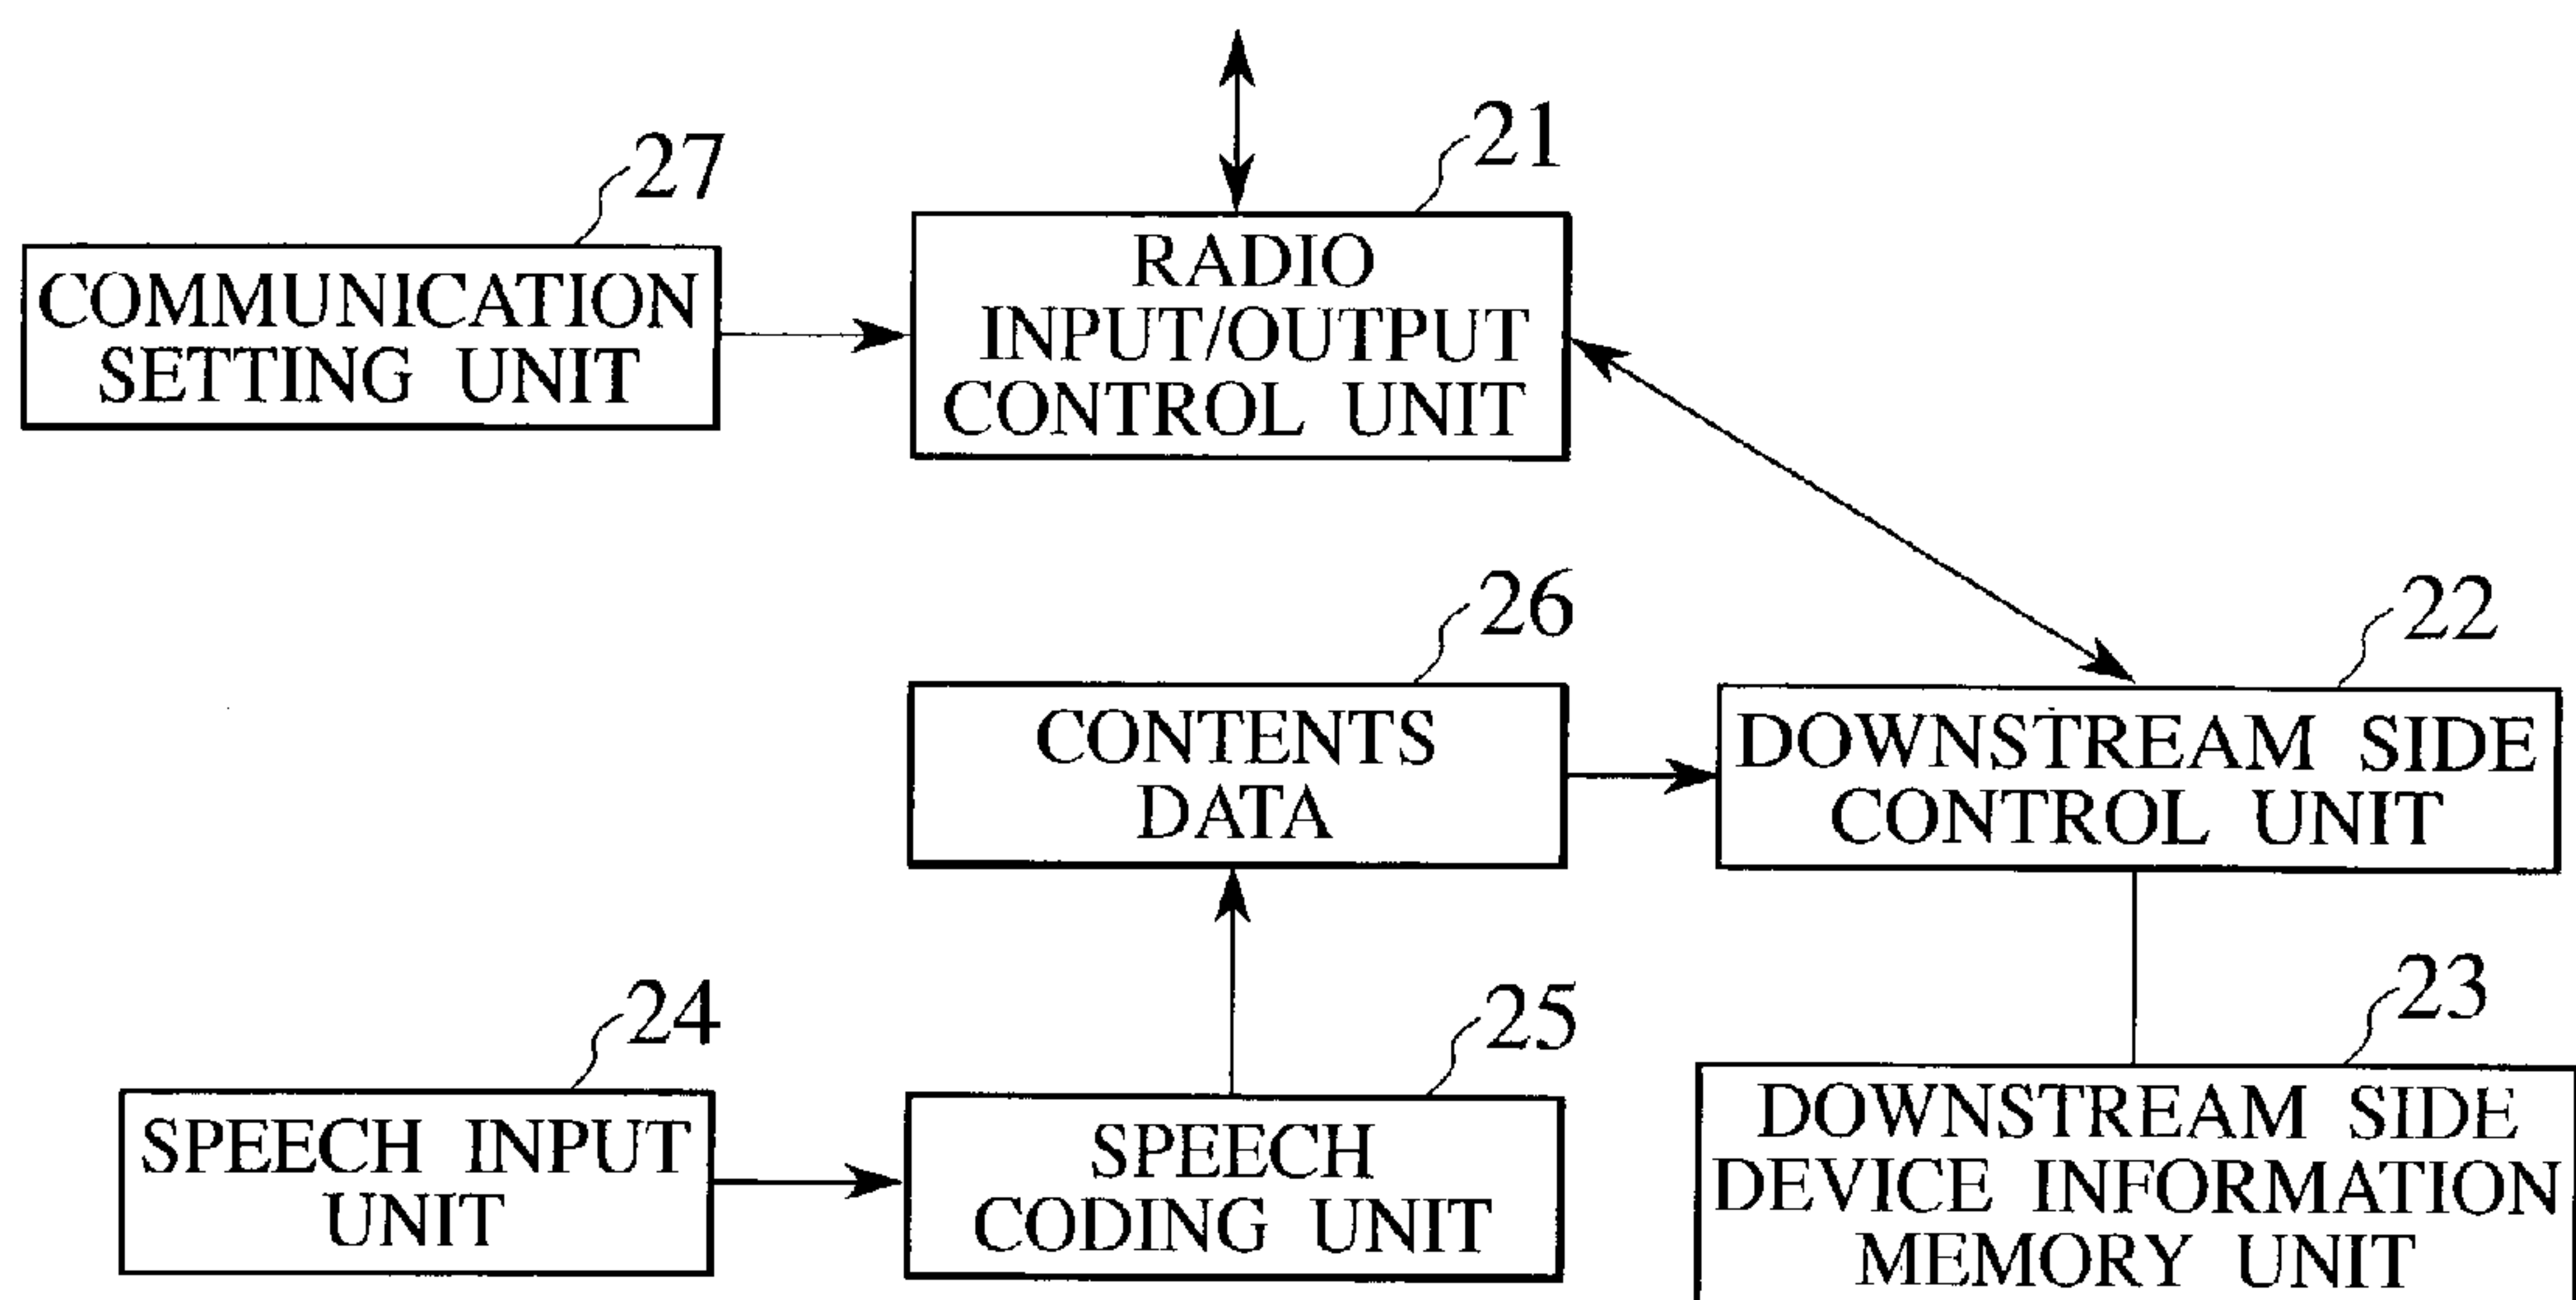 27
COMMUNICATION
SETTING UNIT
21
RADIO
INPUT/OUTPUT
CONTROL UNIT
26
CONTENTS
DATA
22
DOWNSTREAM SIDE
CONTROL UNIT
24
SPEECH INPUT
UNIT
25
SPEECH
CODING UNIT
23
DOWNSTREAM SIDE
DEVICE INFORMATION
MEMORY UNIT